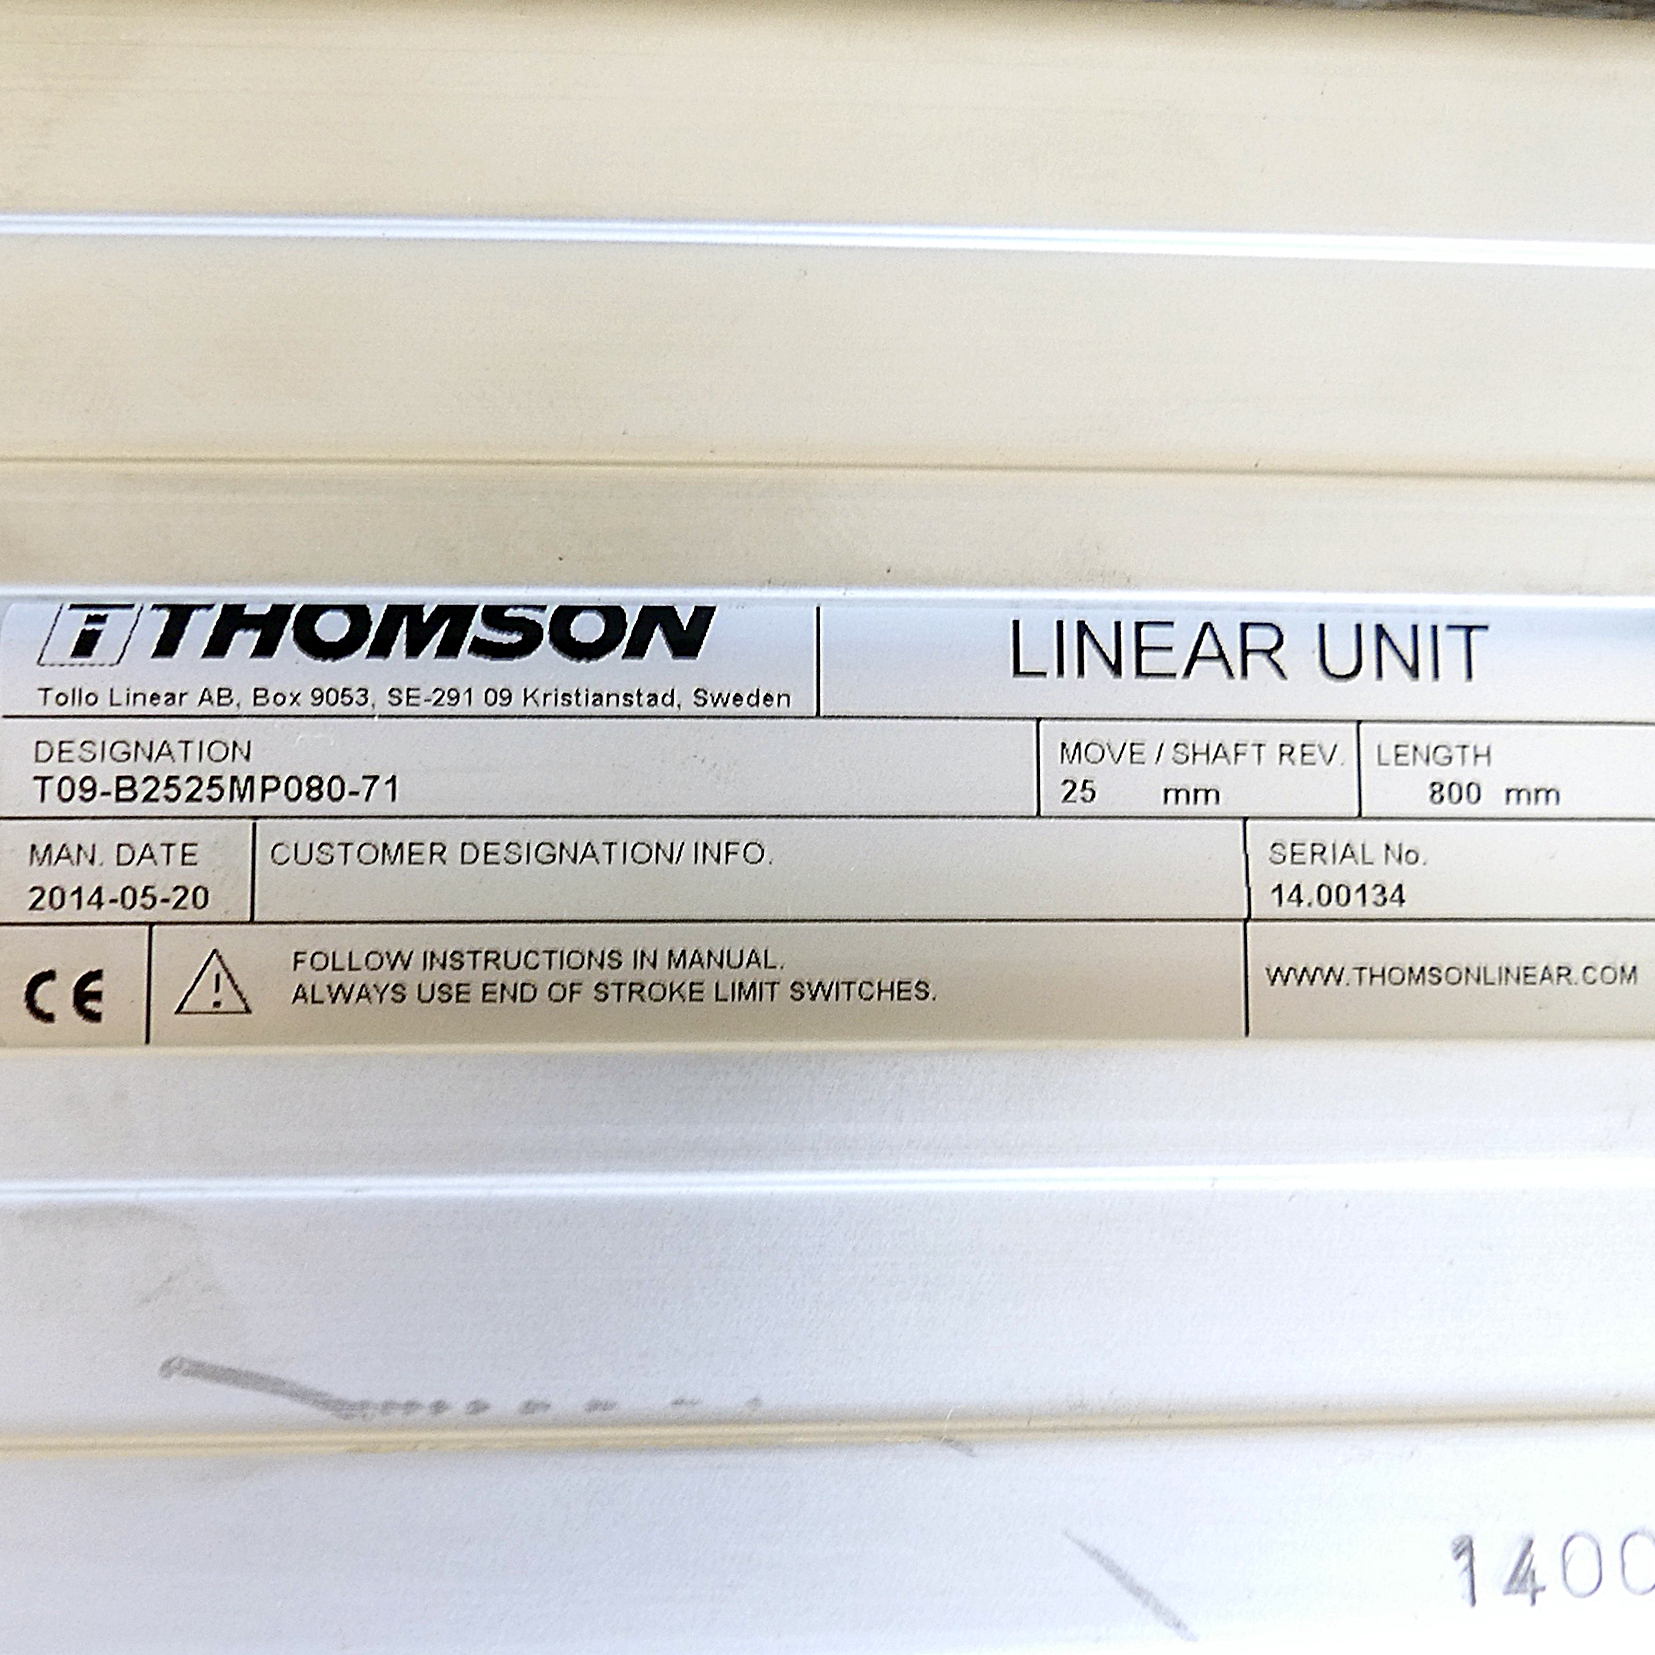 THOMSON
LINEAR UNIT
Tollo Linear AB, Box 9053, SE-291 09 Kristianstad, Sweden
DESIGNATION
T09-B2525MP080-71
MOVE / SHAFT REV.
25 mm
LENGTH
800 mm
MAN. DATE
2014-05-20
CUSTOMER DESIGNATION/ INFO.
SERIAL No.
14.00134
CE
FOLLOW INSTRUCTIONS IN MANUAL.
ALWAYS USE END OF STROKE LIMIT SWITCHES.
WWW.THOMSONLINEAR.COM
1400